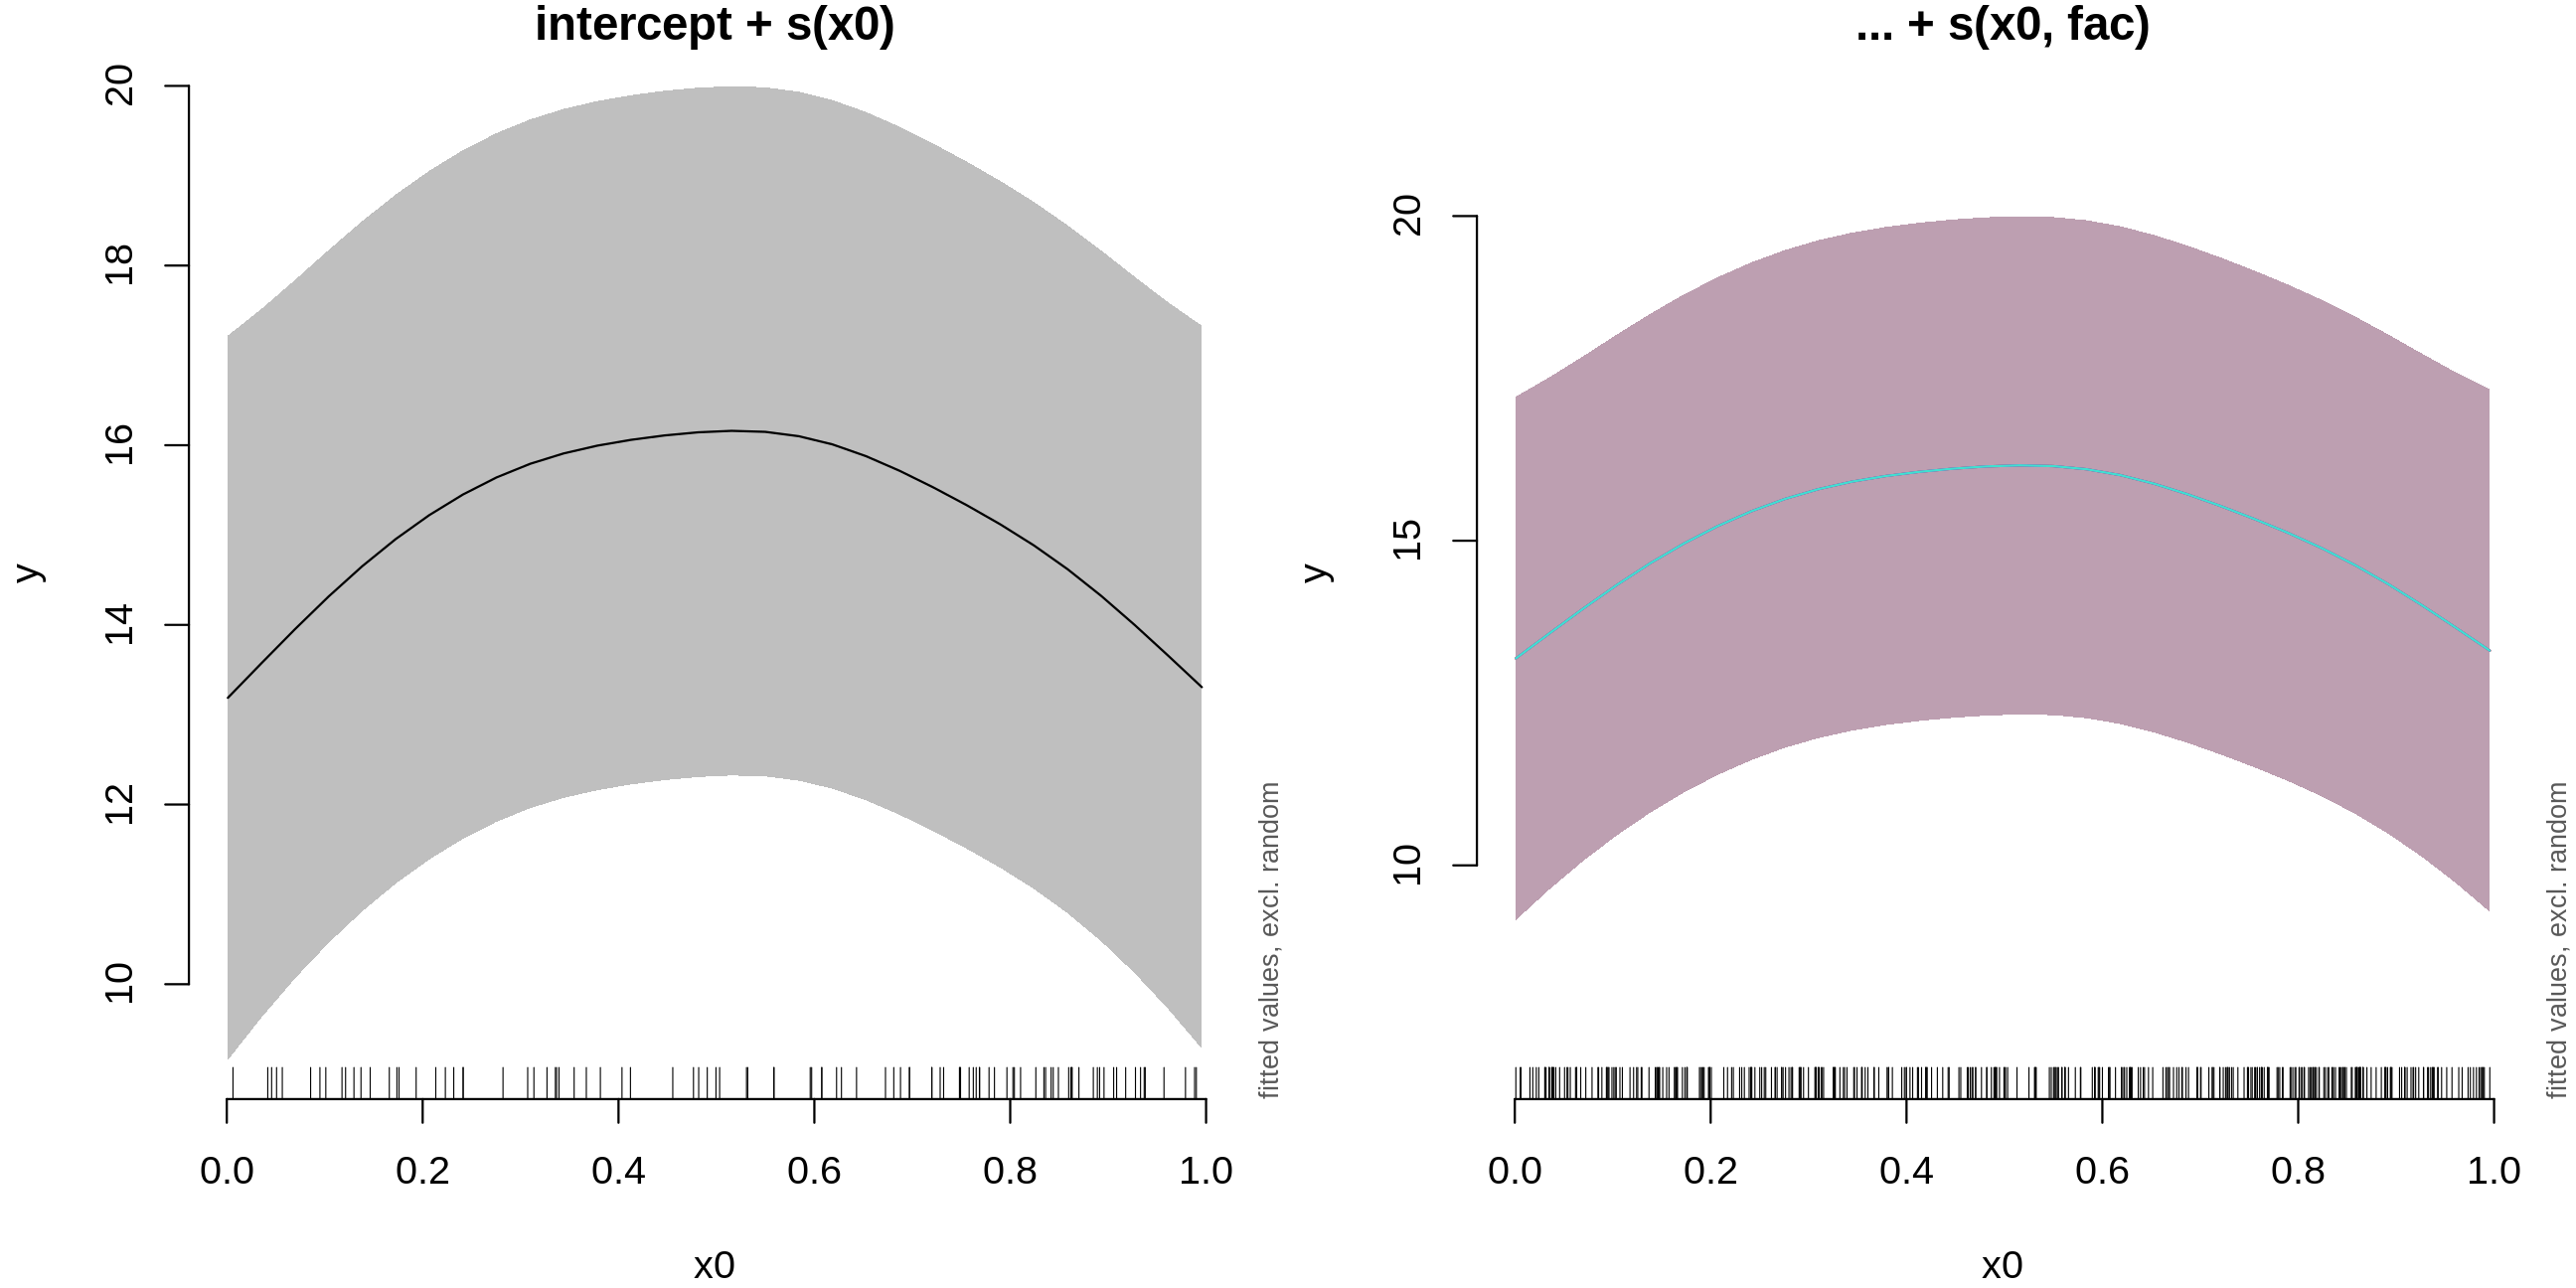 intercept + s(x0)
y
20
18
16
14
12
10
0.0 0.2 0.4 0.6 0.8 1.0
x0
fitted values, excl. random
... + s(x0, fac)
y
20
15
10
0.0 0.2 0.4 0.6 0.8 1.0
x0
fitted values, excl. random